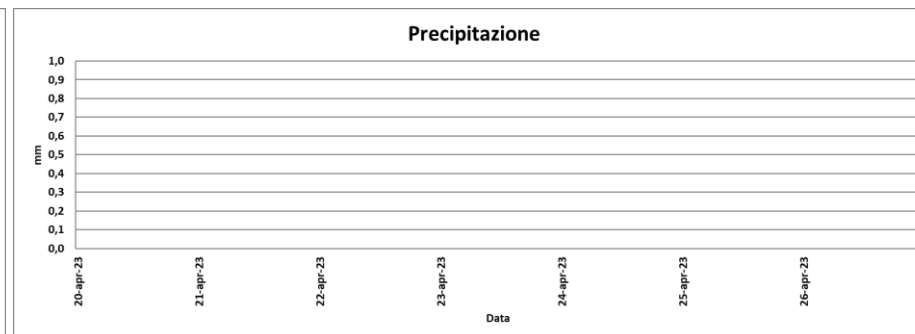 Precipitazione
1,0
0,9
0,8
0,7
0,6
0,5
0,4
0,3
0,2
0,1
0,0
mm
20-apr-23
21-apr-23
22-apr-23
23-apr-23
24-apr-23
25-apr-23
26-apr-23
Data